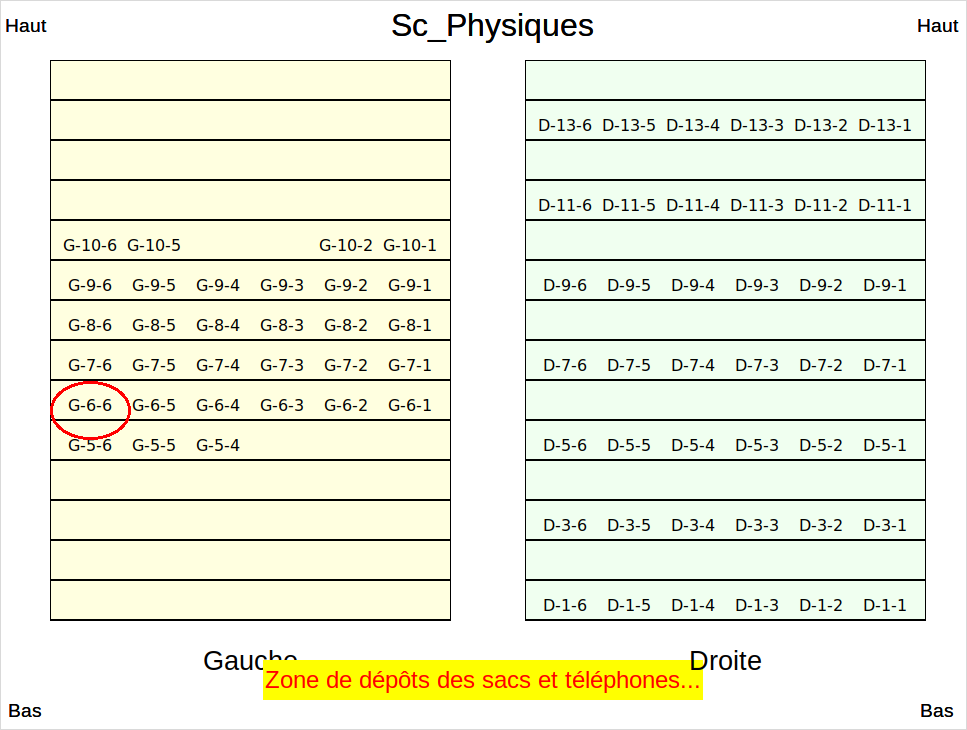 Sc_Physiques
Haut
Haut
G-10-6 G-10-5 G-10-2 G-10-1
G-9-6 G-9-5 G-9-4 G-9-3 G-9-2 G-9-1
G-8-6 G-8-5 G-8-4 G-8-3 G-8-2 G-8-1
G-7-6 G-7-5 G-7-4 G-7-3 G-7-2 G-7-1
G-6-6 G-6-5 G-6-4 G-6-3 G-6-2 G-6-1
G-5-6 G-5-5 G-5-4
D-13-6 D-13-5 D-13-4 D-13-3 D-13-2 D-13-1
D-11-6 D-11-5 D-11-4 D-11-3 D-11-2 D-11-1
D-9-6 D-9-5 D-9-4 D-9-3 D-9-2 D-9-1
D-7-6 D-7-5 D-7-4 D-7-3 D-7-2 D-7-1
D-5-6 D-5-5 D-5-4 D-5-3 D-5-2 D-5-1
D-3-6 D-3-5 D-3-4 D-3-3 D-3-2 D-3-1
D-1-6 D-1-5 D-1-4 D-1-3 D-1-2 D-1-1
Gauche
Droite
Zone de dépôts des sacs et téléphones...
Bas
Bas